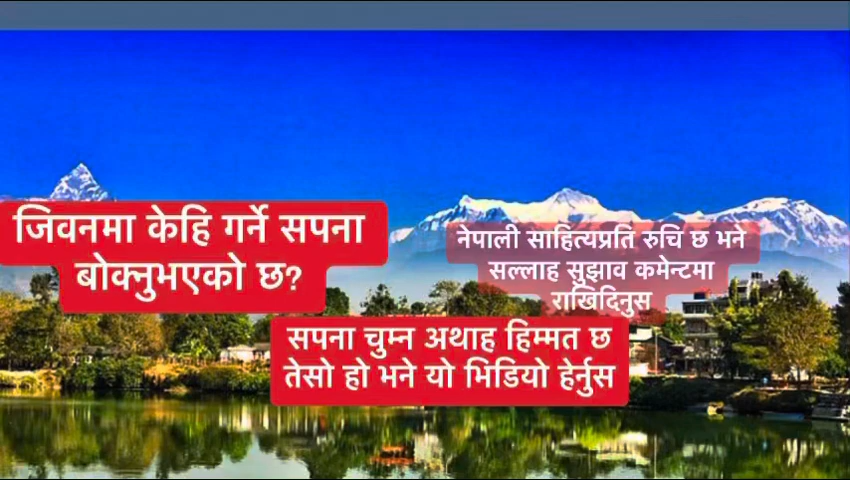 जिवनमा केहि गर्ने सपना
बोक्नुभएको छ?
नेपाली साहित्यप्रति रुचि छ भने
सल्लाह सुझाव कमेन्टमा
राखिदिनुस
सपना चुम्न अथाह हिम्मत छ
तेसो हो भने यो भिडियो हेर्नुस